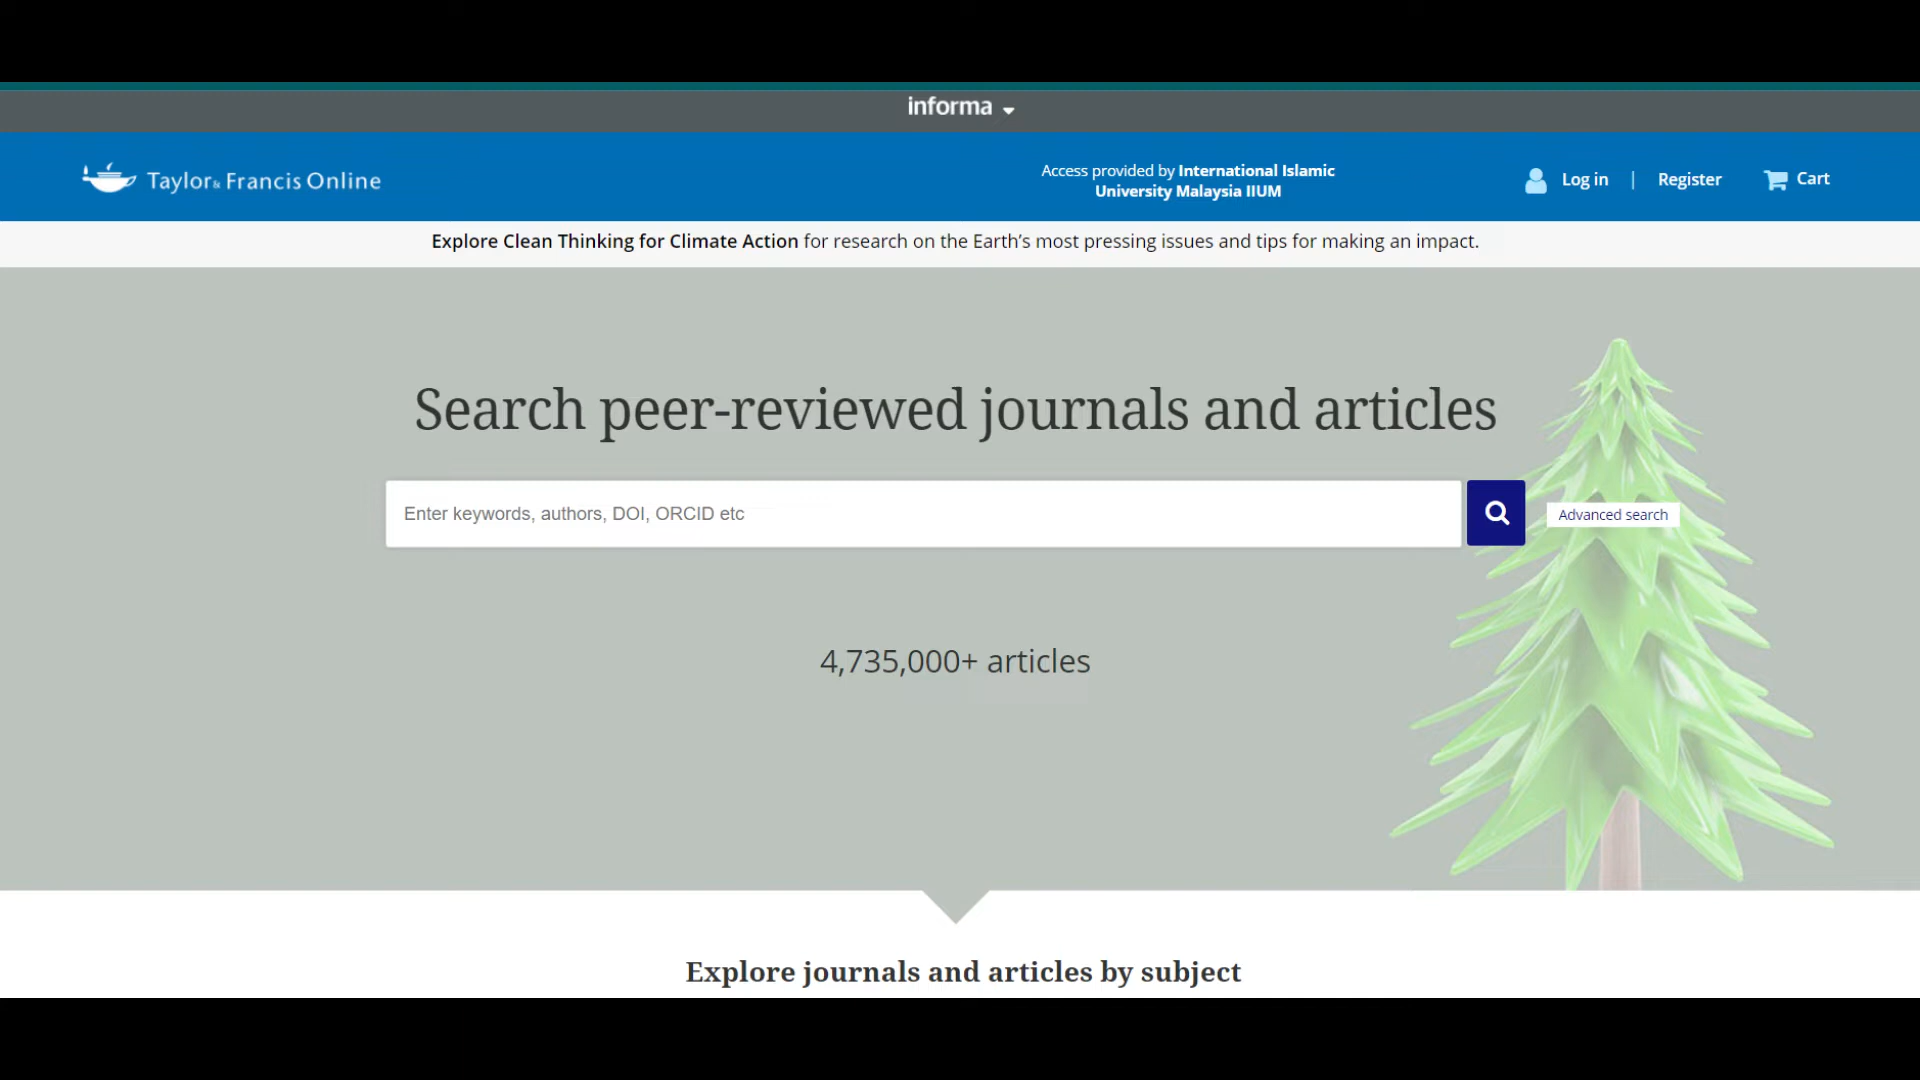 informa
Taylor & Francis Online
Access provided by International Islamic
University Malaysia IIUM
Log in | Register
Cart
Explore Clean Thinking for Climate Action for research on the Earth’s most pressing issues and tips for making an impact.
Search peer-reviewed journals and articles
Enter keywords, authors, DOI, ORCID etc
Advanced search
4,735,000+ articles
Explore journals and articles by subject